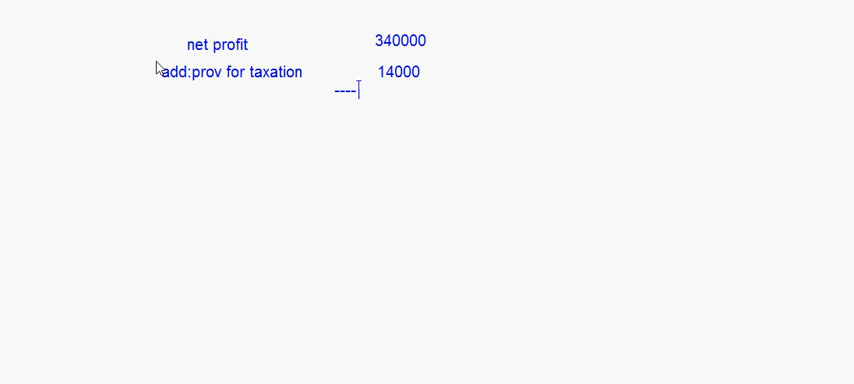 net profit 340000
add:prov for taxation 14000
----